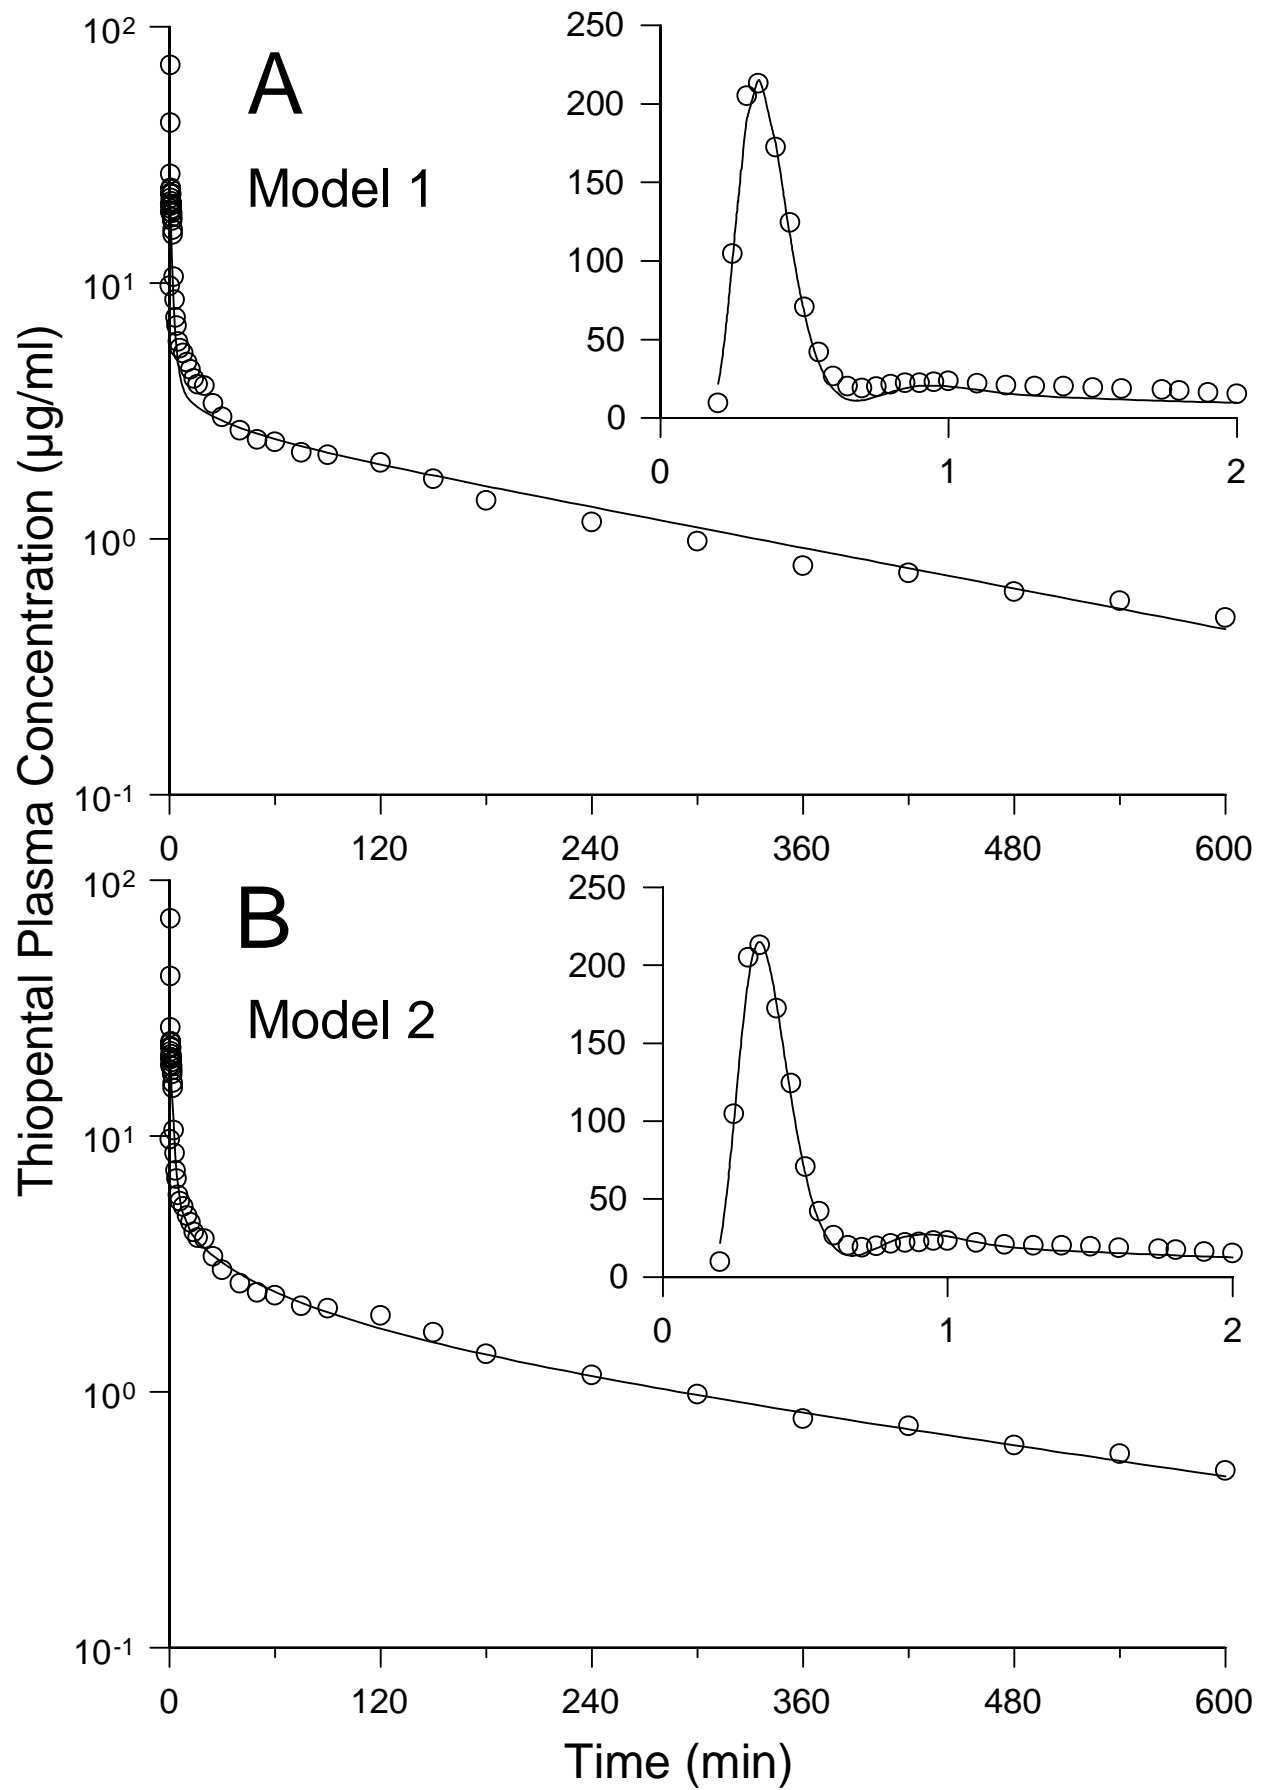 Thiopental Plasma Concentration (µg/ml)
A
Model 1
10²
10¹
10⁰
10⁻¹
0 120 240 360 480 600
250
200
150
100
50
0
0 1 2
B
Model 2
10²
10¹
10⁰
10⁻¹
0 120 240 360 480 600
250
200
150
100
50
0
0 1 2
Time (min)